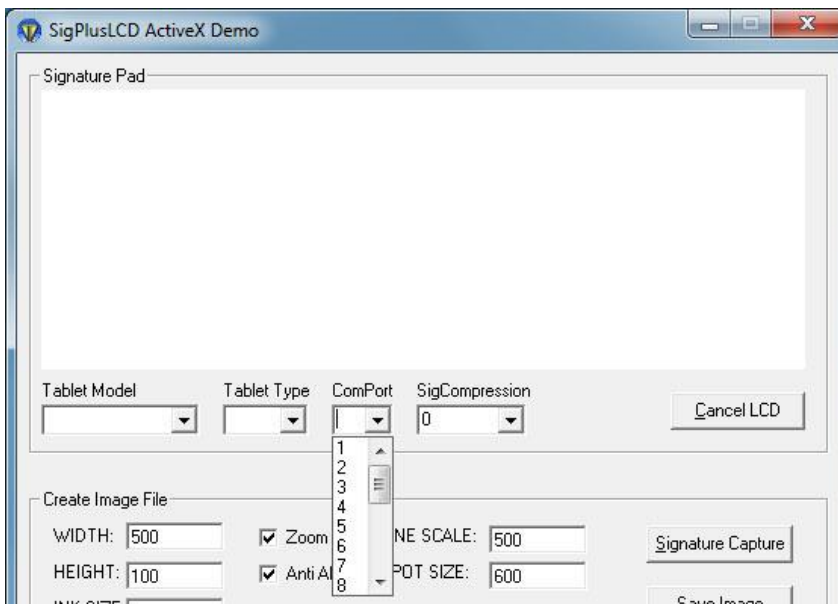 SigPlusLCD ActiveX Demo
Signature Pad
Tablet Model Tablet Type ComPort SigCompression
0
Cancel LCD
1
2
3
4
5
6
7
8
Create Image File
WIDTH: 500 Zoom NE SCALE: 500 Signature Capture
HEIGHT: 100 Anti Al POT SIZE: 600
Save Image